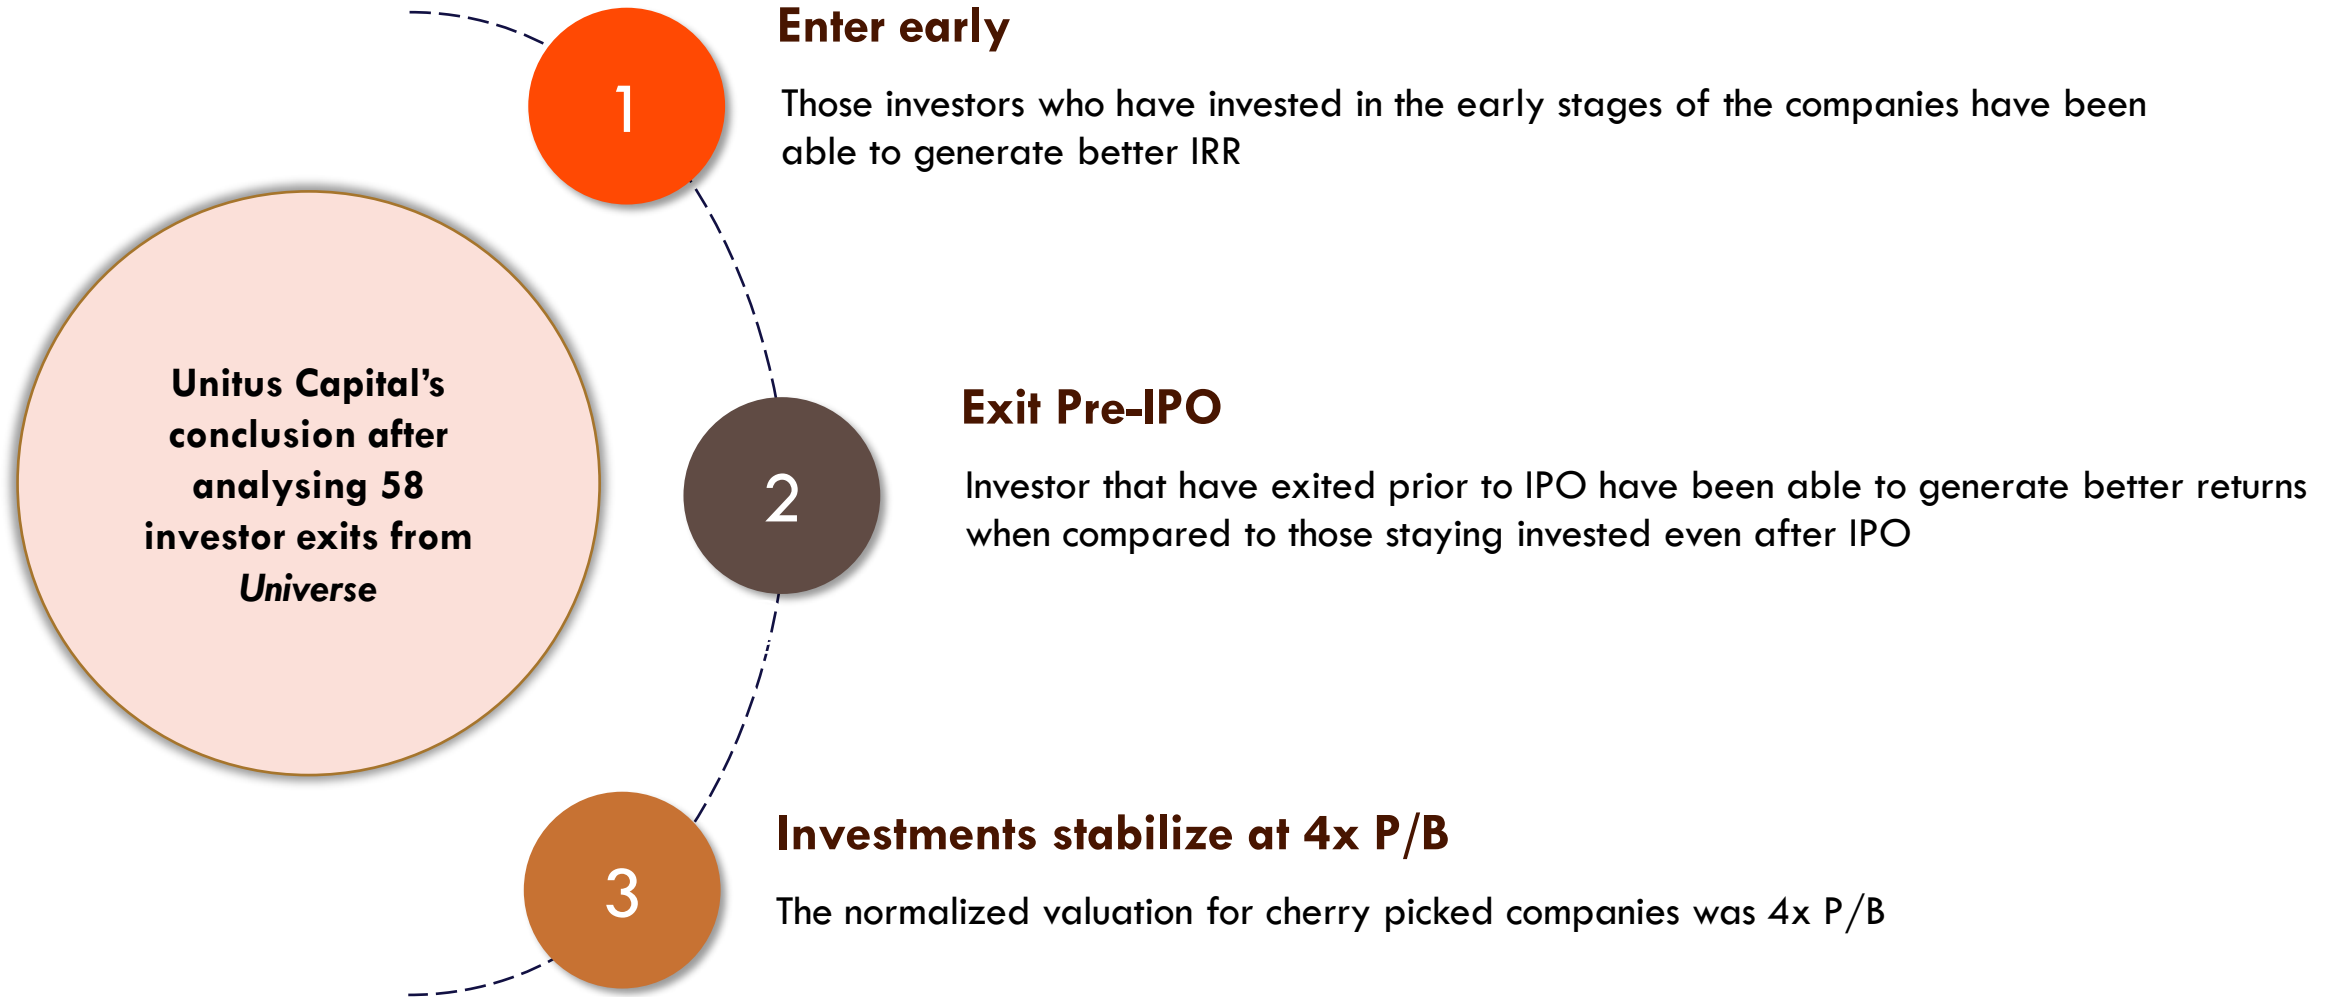 Unitus Capital’s
conclusion after
analysing 58
investor exits from
Universe
1
Enter early
Those investors who have invested in the early stages of the companies have been
able to generate better IRR
2
Exit Pre-IPO
Investor that have exited prior to IPO have been able to generate better returns
when compared to those staying invested even after IPO
3
Investments stabilize at 4x P/B
The normalized valuation for cherry picked companies was 4x P/B